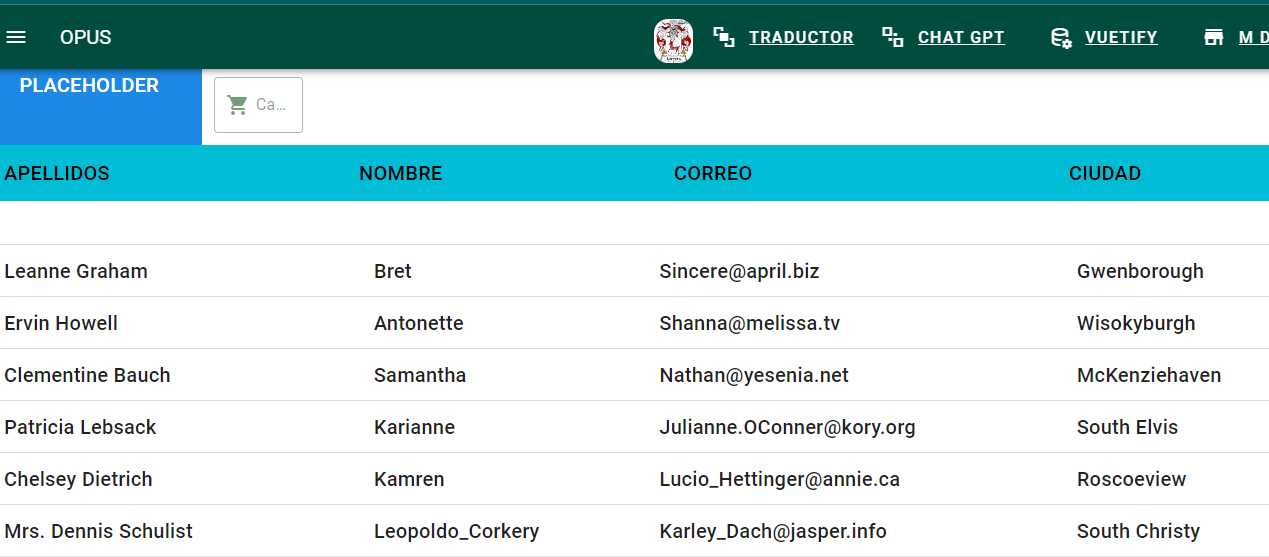 OPUS TRADUCTOR CHAT GPT VUETIFY M D
PLACEHOLDER
Ca...
APELLIDOS NOMBRE CORREO CIUDAD
Leanne Graham Bret Sincere@april.biz Gwenborough
Ervin Howell Antonette Shanna@melissa.tv Wisokyburgh
Clementine Bauch Samantha Nathan@yesenia.net McKenziehaven
Patricia Lebsack Karianne Julianne.OConner@kory.org South Elvis
Chelsey Dietrich Kamren Lucio_Hettinger@annie.ca Roscoeview
Mrs. Dennis Schulist Leopoldo_Corkery Karley_Dach@jasper.info South Christy